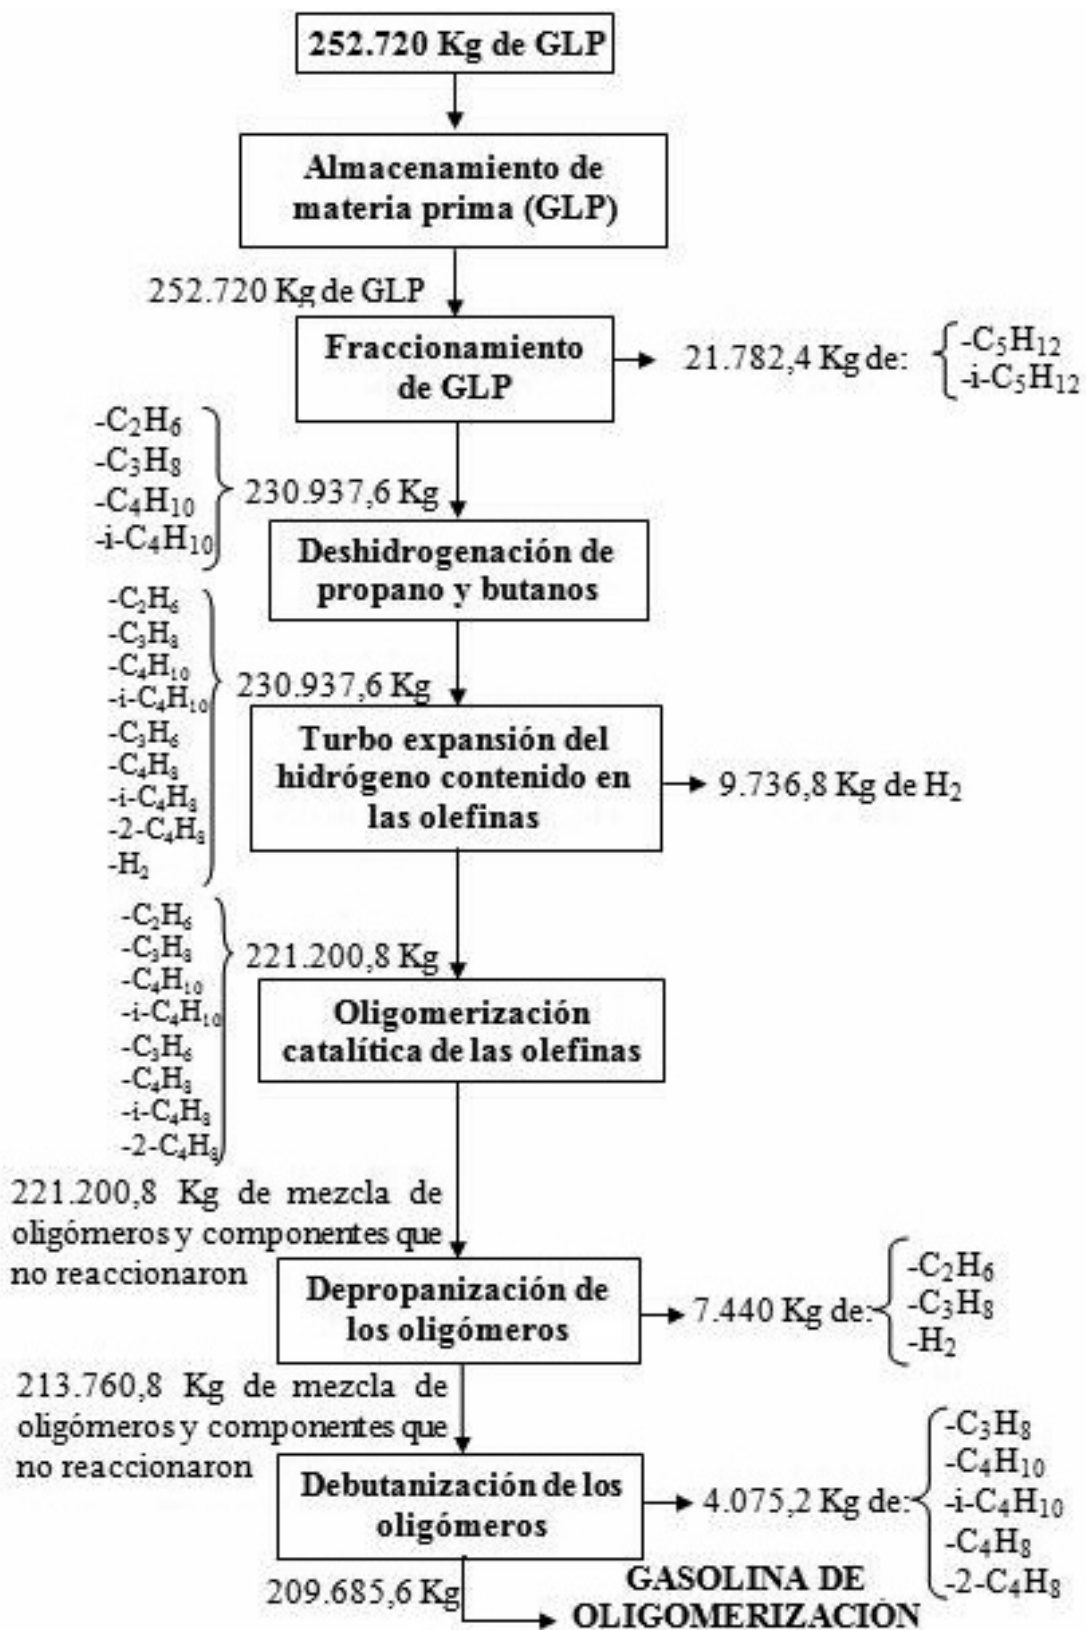 252.720 Kg de GLP
Almacenamiento de
materia prima (GLP)
252.720 Kg de GLP
Fraccionamiento
de GLP
21.782,4 Kg de:
-C₅H₁₂
-i-C₅H₁₂
-C₂H₆
-C₃H₈
-C₄H₁₀
-i-C₄H₁₀
230.937,6 Kg
Deshidrogenación de
propano y butanos
-C₂H₆
-C₃H₈
-C₄H₁₀
-i-C₄H₁₀
-C₃H₆
-C₄H₈
-i-C₄H₈
-2-C₄H₈
-H₂
230.937,6 Kg
Turbo expansión del
hidrógeno contenido en
las olefinas
9.736,8 Kg de H₂
-C₂H₆
-C₃H₈
-C₄H₁₀
-i-C₄H₁₀
-C₃H₆
-C₄H₈
-i-C₄H₈
-2-C₄H₈
221.200,8 Kg
Oligomerización
catalítica de las olefinas
221.200,8 Kg de mezcla de
oligómeros y componentes que
no reaccionaron
Depropanización de
los oligómeros
7.440 Kg de:
-C₂H₆
-C₃H₈
-H₂
213.760,8 Kg de mezcla de
oligómeros y componentes que
no reaccionaron
Debutanización de los
oligómeros
4.075,2 Kg de:
-C₃H₈
-C₄H₁₀
-i-C₄H₁₀
-C₄H₈
-2-C₄H₈
209.685,6 Kg
GASOLINA DE
OLIGOMERIZACIÓN